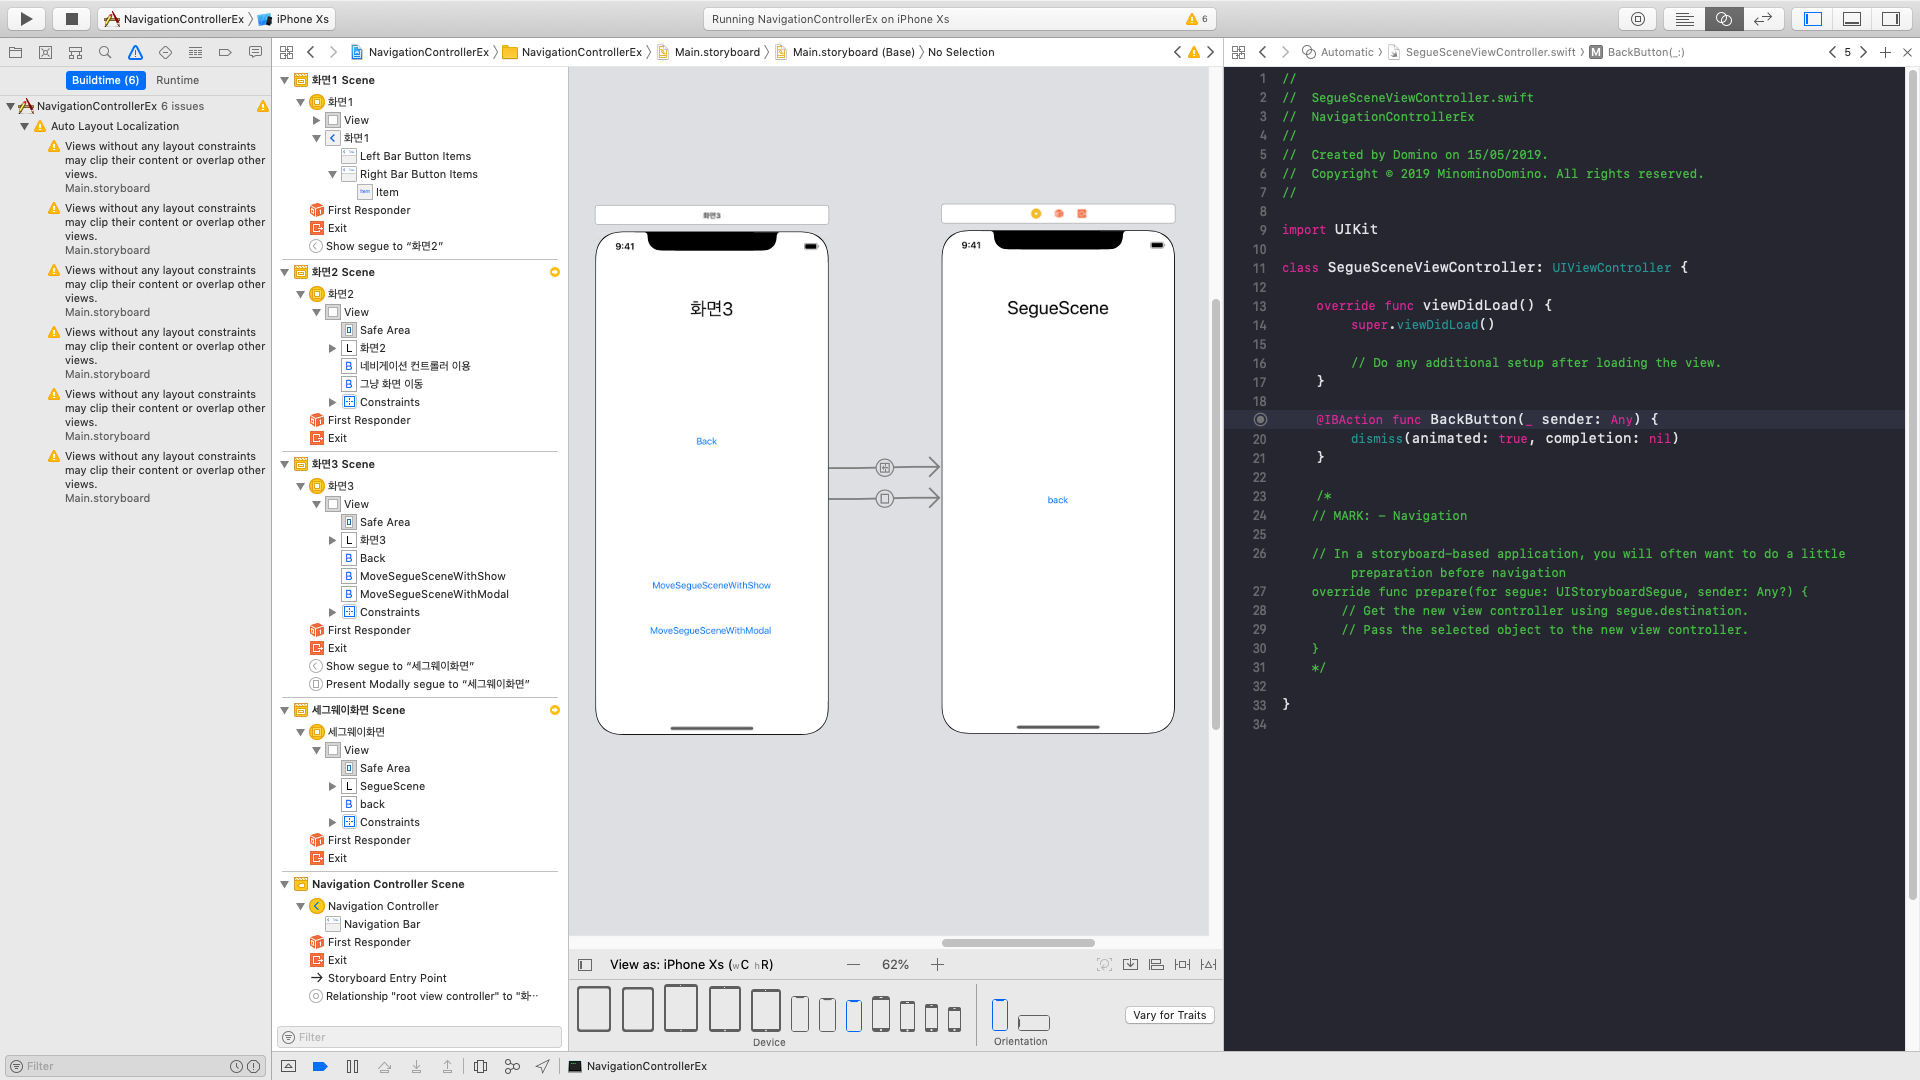 NavigationControllerEx iPhone Xs
Running NavigationControllerEx on iPhone Xs
6
NavigationControllerEx NavigationControllerEx Main.storyboard Main.storyboard (Base) No Selection
Automatic SegueSceneViewController.swift BackButton(_:)
5
Buildtime (6) Runtime
NavigationControllerEx 6 issues
Auto Layout Localization
Views without any layout constraints
may clip their content or overlap other
views.
Main.storyboard
Views without any layout constraints
may clip their content or overlap other
views.
Main.storyboard
Views without any layout constraints
may clip their content or overlap other
views.
Main.storyboard
Views without any layout constraints
may clip their content or overlap other
views.
Main.storyboard
Views without any layout constraints
may clip their content or overlap other
views.
Main.storyboard
Views without any layout constraints
may clip their content or overlap other
views.
Main.storyboard
Filter
화면1 Scene
화면1
View
화면1
Left Bar Button Items
Right Bar Button Items
Item
First Responder
Exit
Show segue to “화면2”
화면2 Scene
화면2
View
Safe Area
L 화면2
B 네비게이션 컨트롤러 이용
B 그냥 화면 이동
Constraints
First Responder
Exit
화면3 Scene
화면3
View
Safe Area
L 화면3
B Back
B MoveSegueSceneWithShow
B MoveSegueSceneWithModal
Constraints
First Responder
Exit
Show segue to “세그웨이화면”
Present Modally segue to “세그웨이화면”
세그웨이화면 Scene
세그웨이화면
View
Safe Area
L SegueScene
B back
Constraints
First Responder
Exit
Navigation Controller Scene
Navigation Controller
Navigation Bar
First Responder
Exit
Storyboard Entry Point
Relationship "root view controller" to "화…
Filter
화면3
9:41
화면3
Back
MoveSegueSceneWithShow
MoveSegueSceneWithModal
9:41
SegueScene
back
View as: iPhone Xs (wC hR)
62%
Device
Orientation
Vary for Traits
NavigationControllerEx
1 //
2 //  SegueSceneViewController.swift
3 //  NavigationControllerEx
4 //
5 //  Created by Domino on 15/05/2019.
6 //  Copyright © 2019 MinominoDomino. All rights reserved.
7 //
8
9 import UIKit
10
11 class SegueSceneViewController: UIViewController {
12
13 override func viewDidLoad() {
14 super.viewDidLoad()
15
16 // Do any additional setup after loading the view.
17 }
18
@IBAction func BackButton(_ sender: Any) {
20 dismiss(animated: true, completion: nil)
21 }
22
23 /*
24 // MARK: - Navigation
25
26 // In a storyboard-based application, you will often want to do a little
preparation before navigation
27 override func prepare(for segue: UIStoryboardSegue, sender: Any?) {
28 // Get the new view controller using segue.destination.
29 // Pass the selected object to the new view controller.
30 }
31 */
32
33 }
34